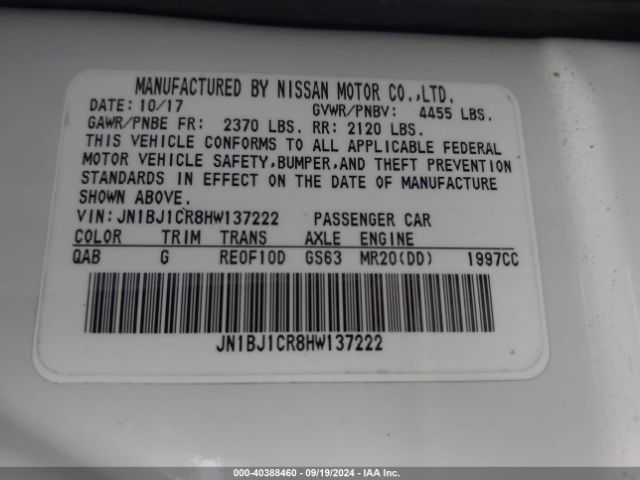 MANUFACTURED BY NISSAN MOTOR CO.,LTD.
DATE: 10/17 GVWR/PNBV: 4455 LBS.
GAWR/PNBE FR: 2370 LBS. RR: 2120 LBS.
THIS VEHICLE CONFORMS TO ALL APPLICABLE FEDERAL
MOTOR VEHICLE SAFETY,BUMPER,AND THEFT PREVENTION
STANDARDS IN EFFECT ON THE DATE OF MANUFACTURE
SHOWN ABOVE.
VIN:JN1BJ1CR8HW137222 PASSENGER CAR
COLOR TRIM TRANS AXLE ENGINE
QAB G RE0F10D GS63 MR20(DD) 1997CC
JN1BJ1CR8HW137222
000-40388460 - 09/19/2024 - IAA Inc.